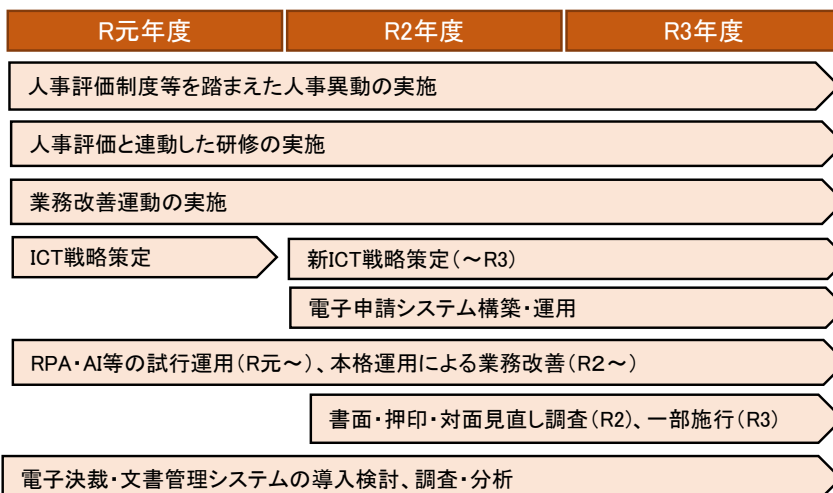 R元年度 R2年度 R3年度
人事評価制度等を踏まえた人事異動の実施
人事評価と連動した研修の実施
業務改善運動の実施
ICT戦略策定 新ICT戦略策定(～R3)
電子申請システム構築・運用
RPA・AI等の試行運用(R元～)、本格運用による業務改善(R2～)
書面・押印・対面見直し調査(R2)、一部施行(R3)
電子決裁・文書管理システムの導入検討、調査・分析